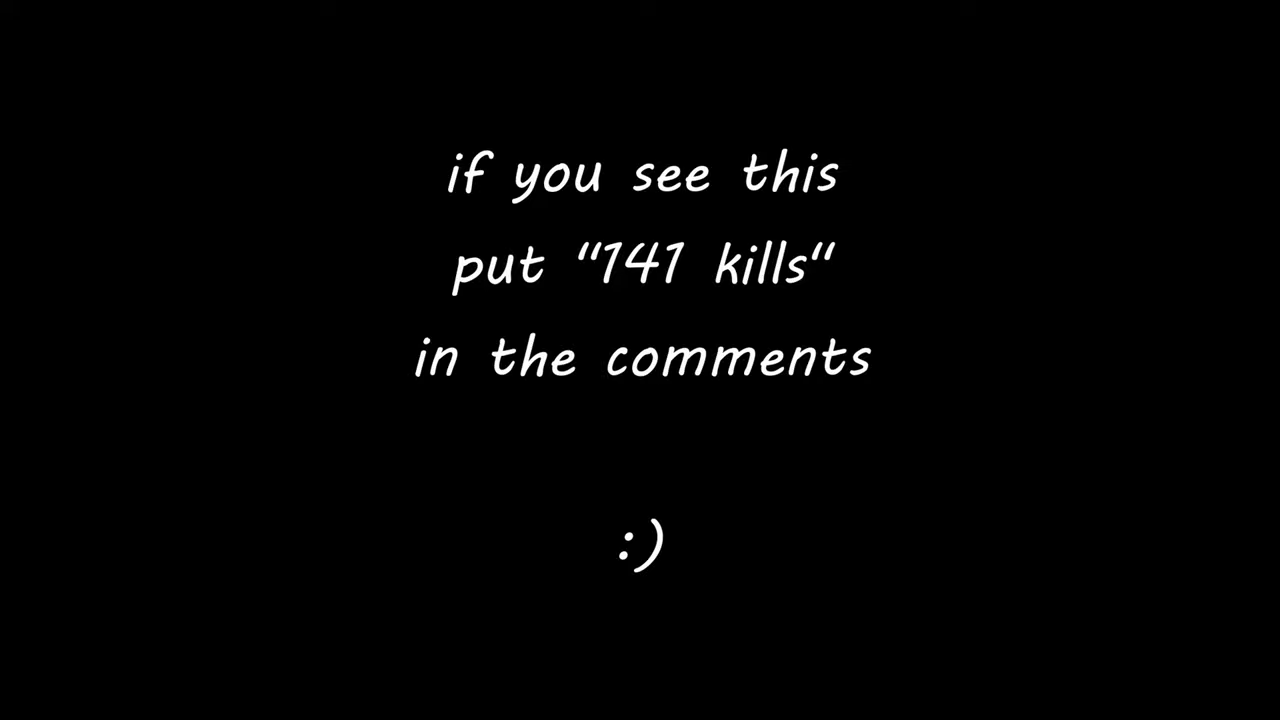 if you see this
put "141 kills"
in the comments
:)